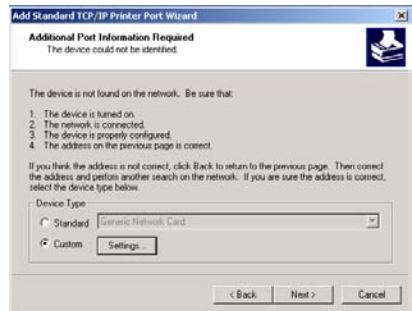 Add Standard TCP/IP Printer Port Wizard
Additional Port Information Required
The device could not be identified.
The device is not found on the network. Be sure that:
1. The device is turned on.
2. The network is connected.
3. The device is properly configured.
4. The address on the previous page is correct.
If you think the address is not correct, click Back to return to the previous page. Then correct
the address and perform another search on the network. If you are sure the address is correct,
select the device type below.
Device Type
Standard Generic Network Card
Custom Settings...
< Back Next > Cancel